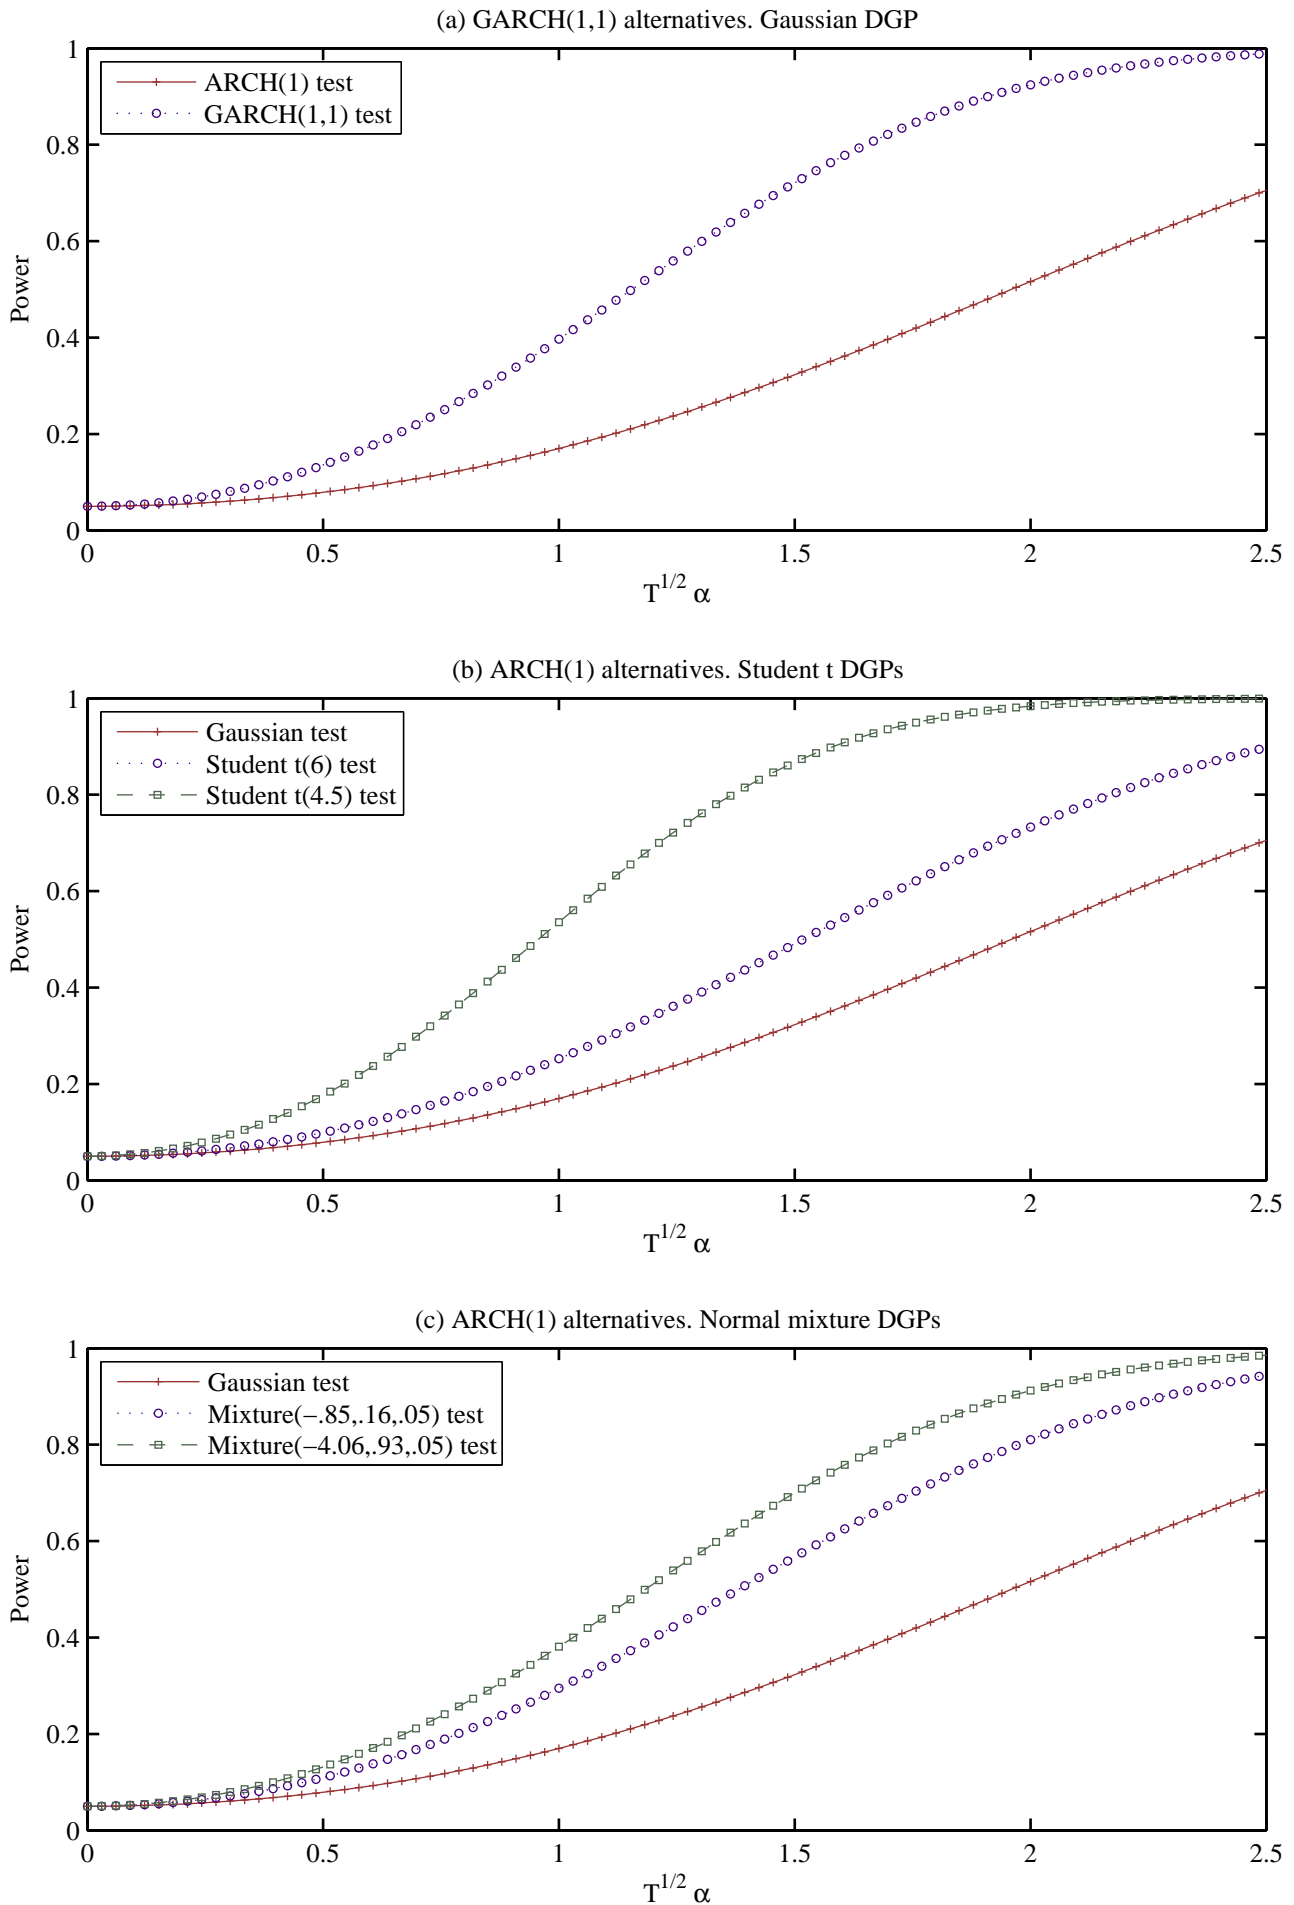 (a) GARCH(1,1) alternatives. Gaussian DGP
1
0.8
0.6
0.4
0.2
0
Power
ARCH(1) test
GARCH(1,1) test
0 0.5 1 1.5 2 2.5
T^{1/2} α
(b) ARCH(1) alternatives. Student t DGPs
1
0.8
0.6
0.4
0.2
0
Power
Gaussian test
Student t(6) test
Student t(4.5) test
0 0.5 1 1.5 2 2.5
T^{1/2} α
(c) ARCH(1) alternatives. Normal mixture DGPs
1
0.8
0.6
0.4
0.2
0
Power
Gaussian test
Mixture(−.85,.16,.05) test
Mixture(−4.06,.93,.05) test
0 0.5 1 1.5 2 2.5
T^{1/2} α